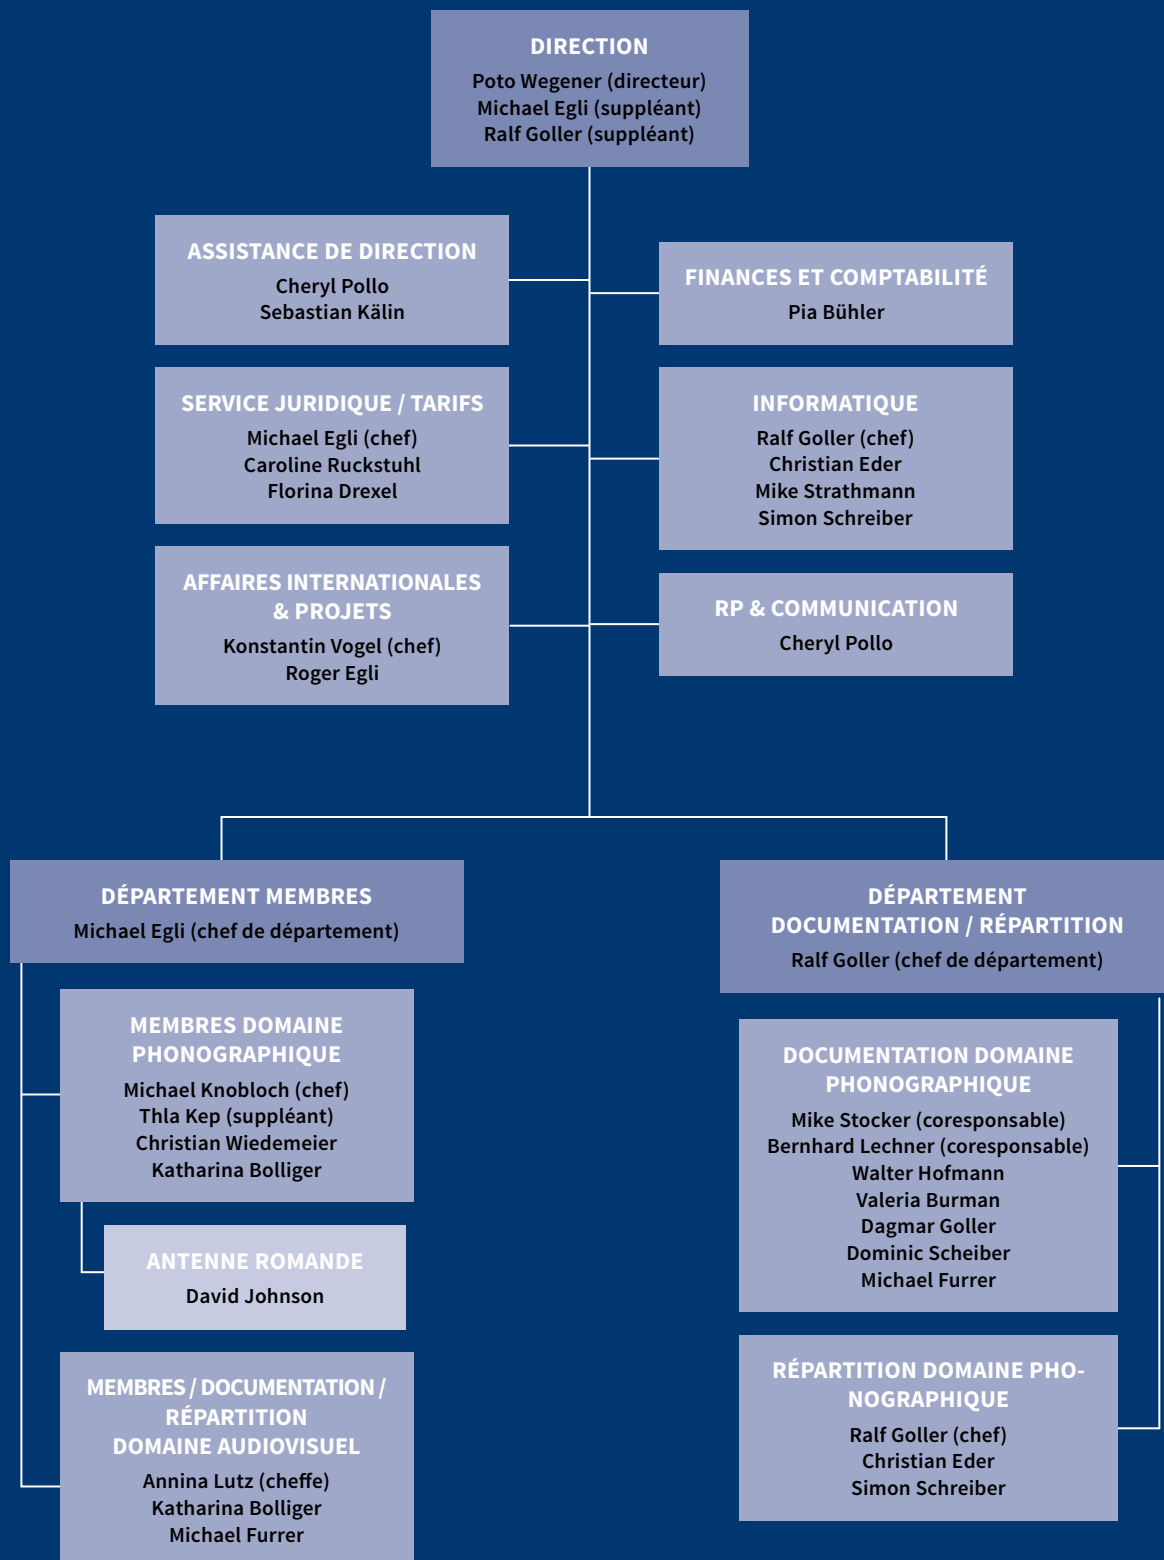 DIRECTION
Poto Wegener (directeur)
Michael Egli (suppléant)
Ralf Goller (suppléant)
ASSISTANCE DE DIRECTION
Cheryl Pollo
Sebastian Kälin
FINANCES ET COMPTABILITÉ
Pia Bühler
SERVICE JURIDIQUE / TARIFS
Michael Egli (chef)
Caroline Ruckstuhl
Florina Drexel
INFORMATIQUE
Ralf Goller (chef)
Christian Eder
Mike Strathmann
Simon Schreiber
AFFAIRES INTERNATIONALES
& PROJETS
Konstantin Vogel (chef)
Roger Egli
RP & COMMUNICATION
Cheryl Pollo
DÉPARTEMENT MEMBRES
Michael Egli (chef de département)
MEMBRES DOMAINE
PHONOGRAPHIQUE
Michael Knobloch (chef)
Thla Kep (suppléant)
Christian Wiedemeier
Katharina Bolliger
ANTENNE ROMANDE
David Johnson
MEMBRES / DOCUMENTATION /
RÉPARTITION
DOMAINE AUDIOVISUEL
Annina Lutz (cheffe)
Katharina Bolliger
Michael Furrer
DÉPARTEMENT
DOCUMENTATION / RÉPARTITION
Ralf Goller (chef de département)
DOCUMENTATION DOMAINE
PHONOGRAPHIQUE
Mike Stocker (coresponsable)
Bernhard Lechner (coresponsable)
Walter Hofmann
Valeria Burman
Dagmar Goller
Dominic Scheiber
Michael Furrer
RÉPARTITION DOMAINE PHO-
NOGRAPHIQUE
Ralf Goller (chef)
Christian Eder
Simon Schreiber